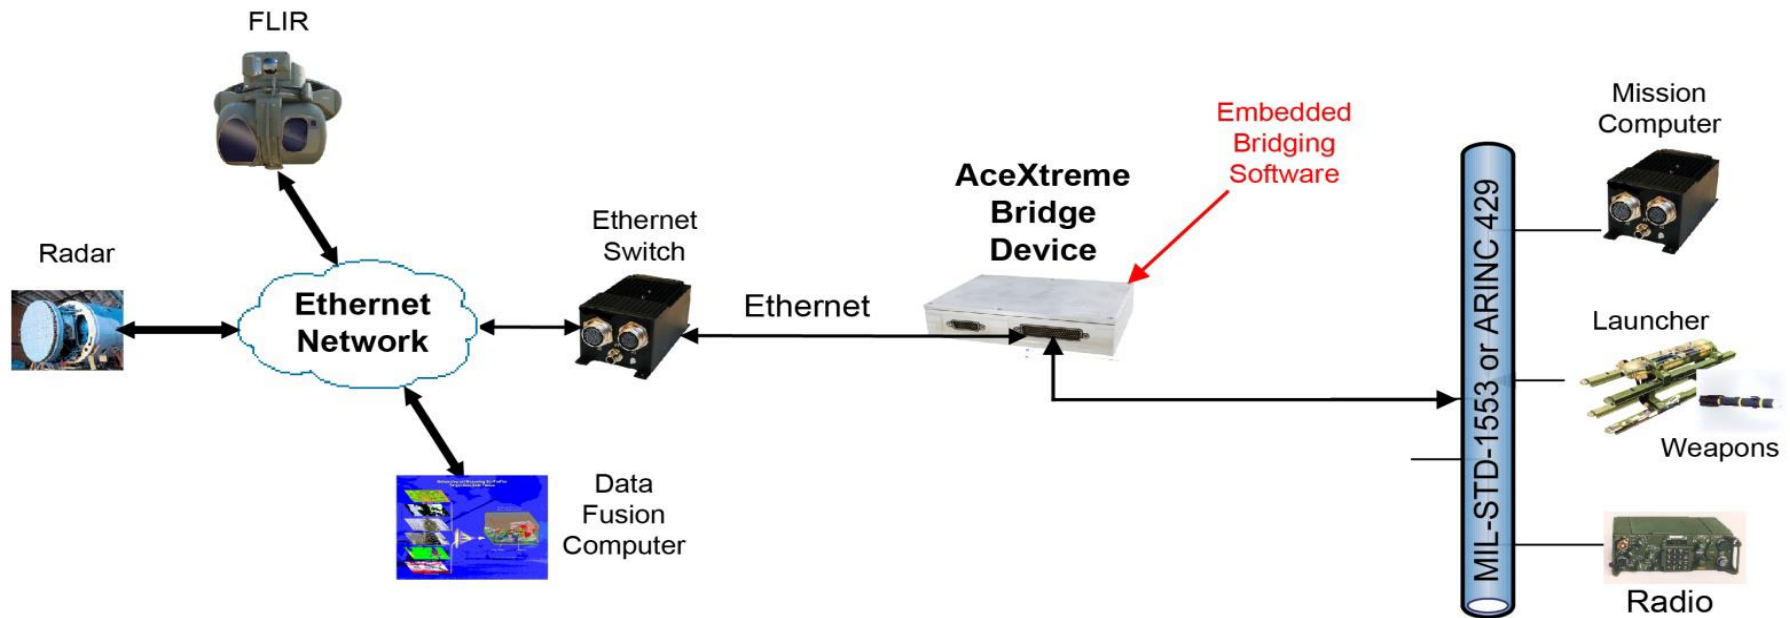 FLIR
Radar
Ethernet
Network
Data
Fusion
Computer
Ethernet
Switch
Ethernet
AceXtreme
Bridge
Device
Embedded
Bridging
Software
MIL-STD-1553 or ARINC 429
Mission
Computer
Launcher
Weapons
Radio